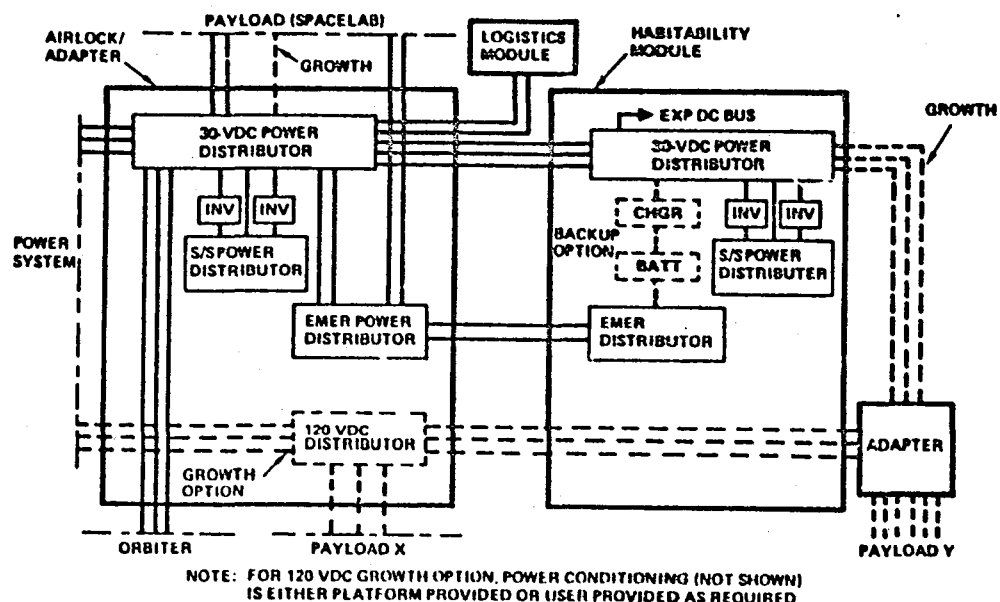 PAYLOAD (SPACELAB)
AIRLOCK/
ADAPTER
GROWTH
LOGISTICS
MODULE
HABITABILITY
MODULE
EXP DC BUS
GROWTH
30-VDC POWER
DISTRIBUTOR
30-VDC POWER
DISTRIBUTOR
INV
INV
CHGR
INV
INV
POWER
SYSTEM
S/S POWER
DISTRIBUTOR
BACKUP
OPTION
BATT
S/S POWER
DISTRIBUTER
EMER POWER
DISTRIBUTOR
EMER
DISTRIBUTOR
120 VDC
DISTRIBUTOR
ADAPTER
GROWTH
OPTION
ORBITER
PAYLOAD X
PAYLOAD Y
NOTE: FOR 120 VDC GROWTH OPTION, POWER CONDITIONING (NOT SHOWN)
IS EITHER PLATFORM PROVIDED OR USER PROVIDED AS REQUIRED